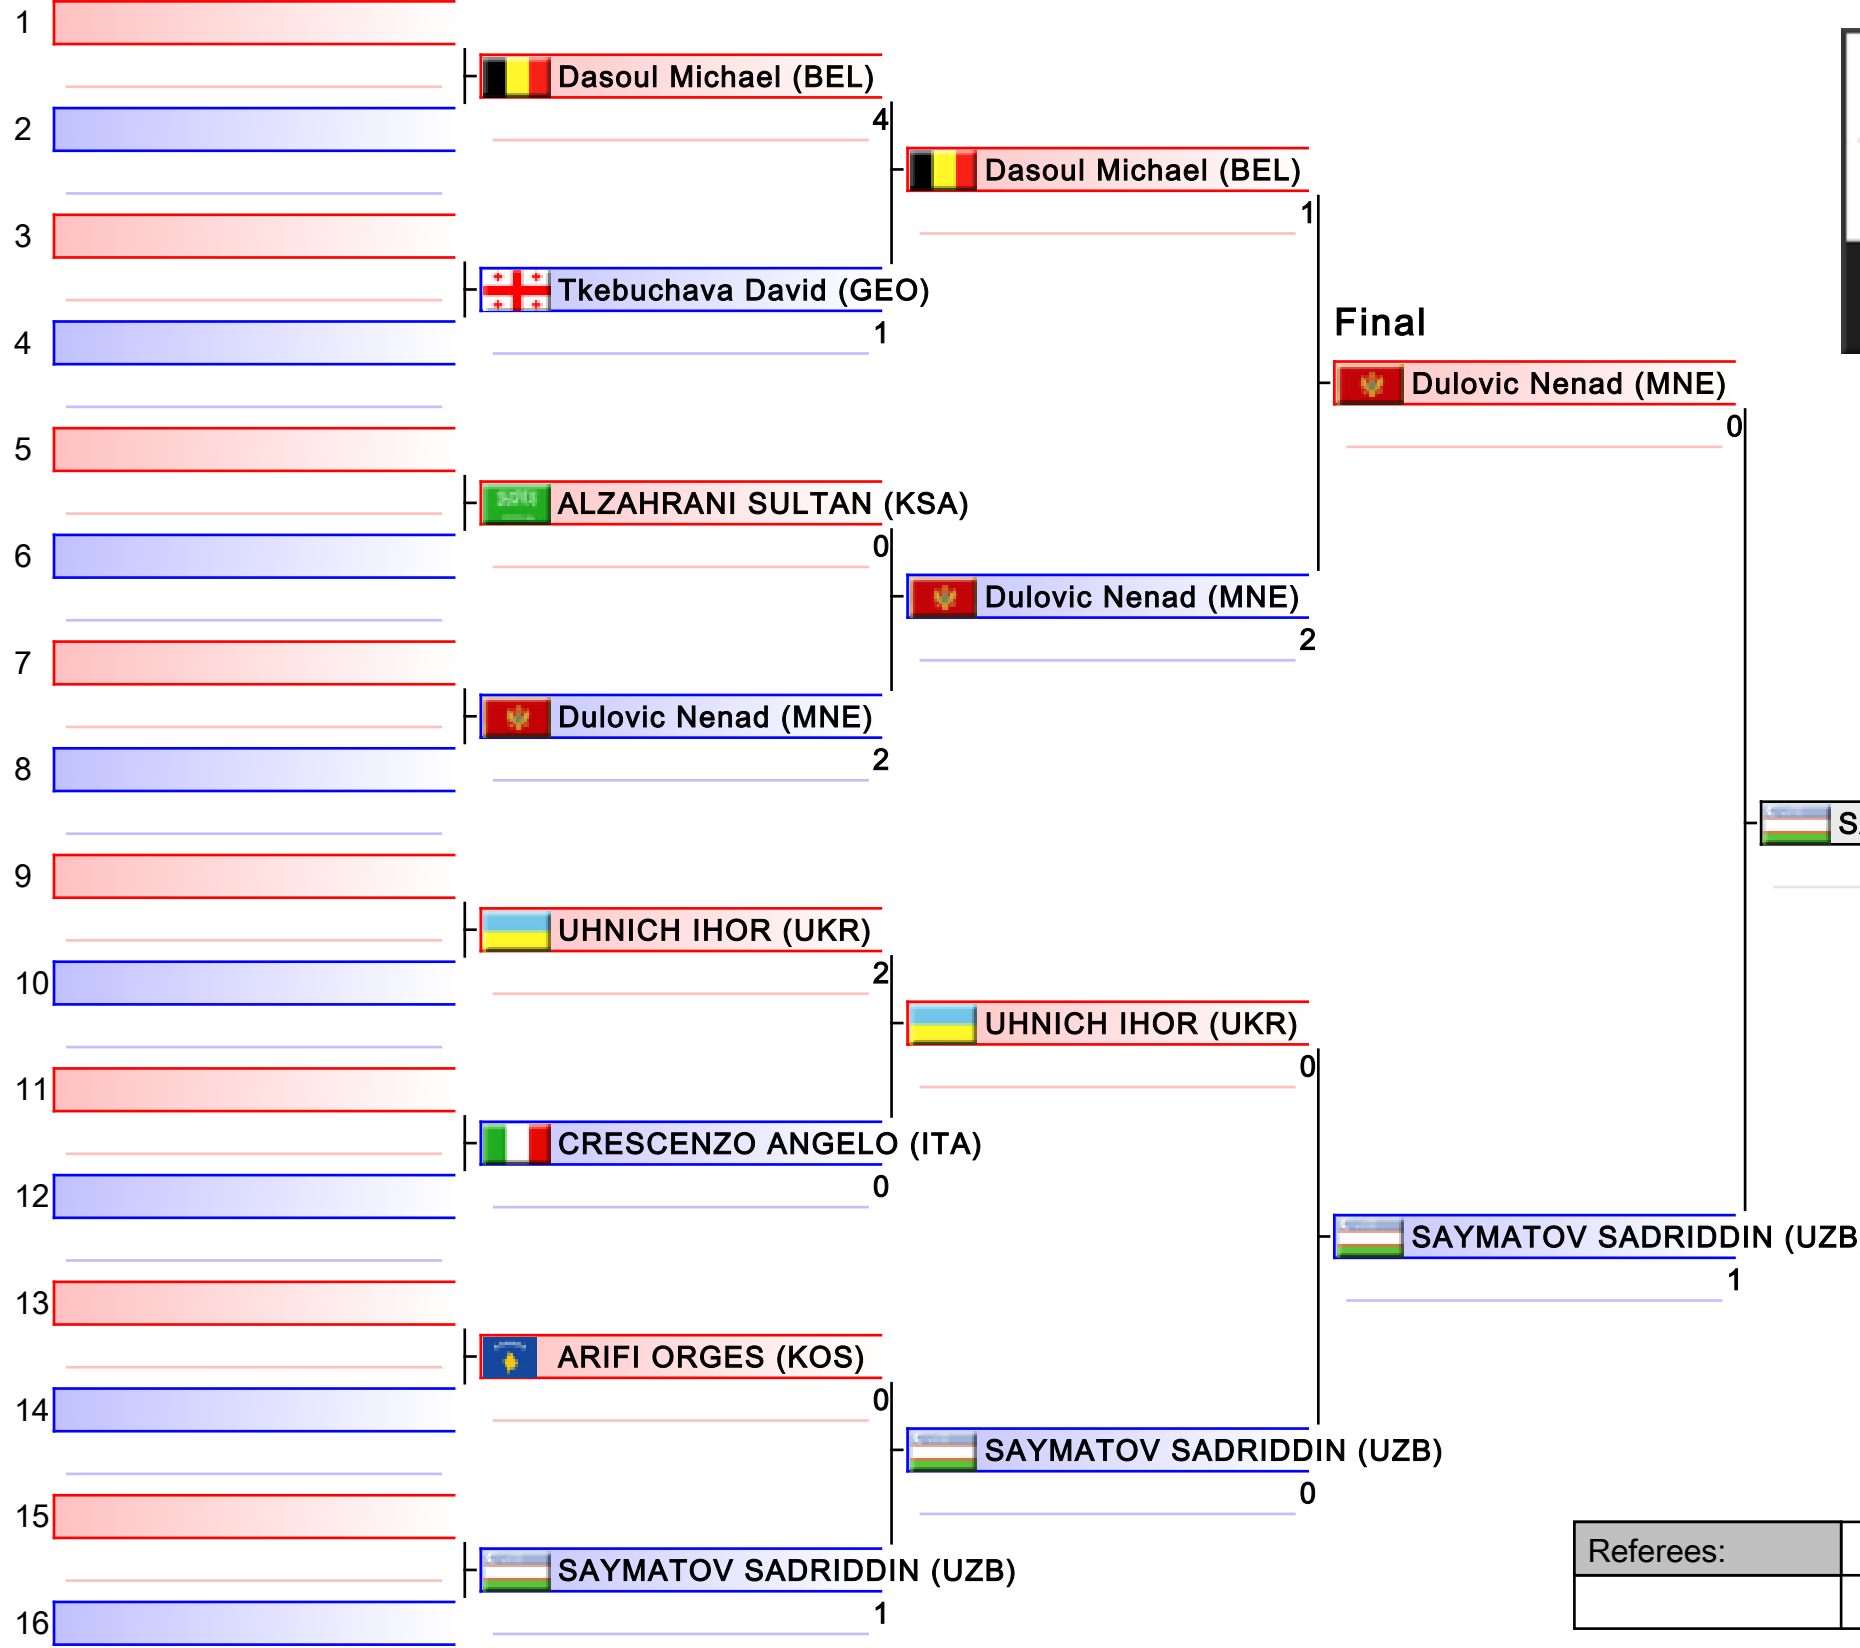 1
Dasoul Michael (BEL)
4
2
Dasoul Michael (BEL)
1
3
Tkebuchava David (GEO)
1
4
Final
Dulovic Nenad (MNE)
0
5
ALZAHRANI SULTAN (KSA)
0
6
Dulovic Nenad (MNE)
2
7
Dulovic Nenad (MNE)
2
8
S
9
UHNICH IHOR (UKR)
2
10
UHNICH IHOR (UKR)
0
11
CRESCENZO ANGELO (ITA)
0
12
SAYMATOV SADRIDDIN (UZB
1
13
ARIFI ORGES (KOS)
0
14
SAYMATOV SADRIDDIN (UZB)
0
15
SAYMATOV SADRIDDIN (UZB)
1
16
Referees: